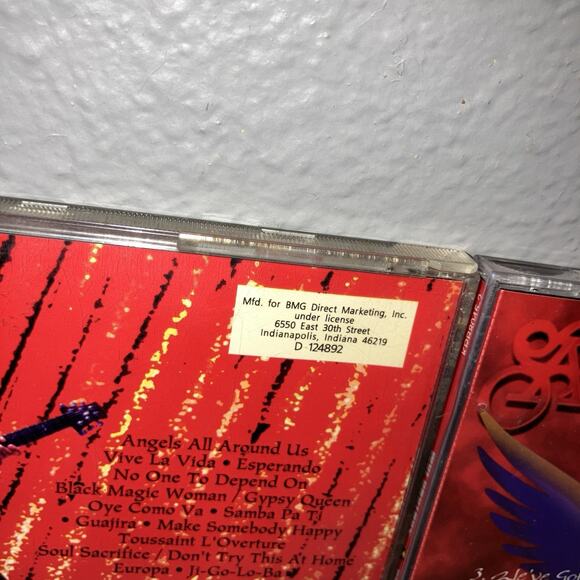 Mfd. for BMG Direct Marketing, Inc.
under license
6550 East 30th Street
Indianapolis, Indiana 46219
D 124892
Angels All Around Us
Vive La Vida • Esperando
No One To Depend On
Black Magic Woman / Gypsy Queen
Oye Como Va • Samba Pa Ti
• Guajira • Make Somebody Happy
Toussaint L'Overture
Soul Sacrifice / Don't Try This At Home
Europa • Ji-Go-Lo-Ba